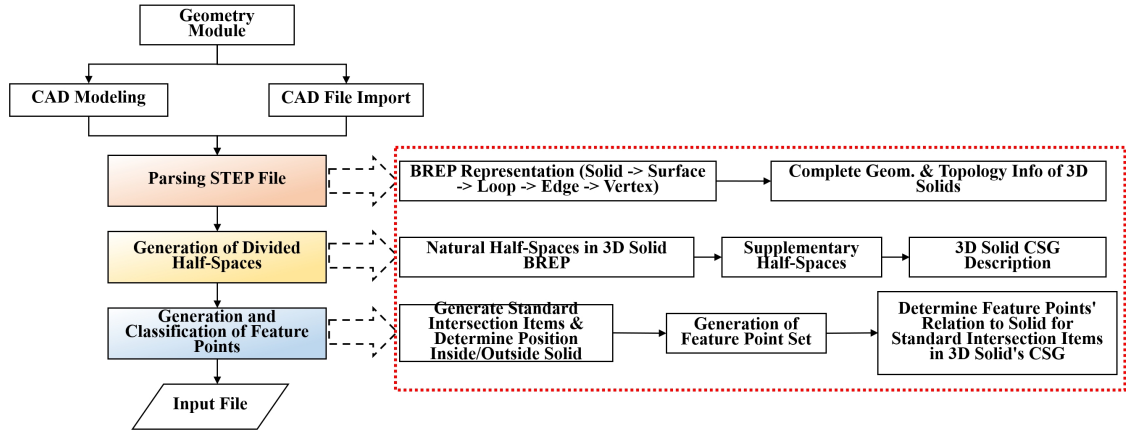 Geometry
Module
CAD Modeling
CAD File Import
Parsing STEP File
BREP Representation (Solid -> Surface
-> Loop -> Edge -> Vertex)
Complete Geom. & Topology Info of 3D
Solids
Generation of Divided
Half-Spaces
Natural Half-Spaces in 3D Solid
BREP
Supplementary
Half-Spaces
3D Solid CSG
Description
Generation and
Classification of Feature
Points
Generate Standard
Intersection Items &
Determine Position
Inside/Outside Solid
Generation of
Feature Point Set
Determine Feature Points'
Relation to Solid for
Standard Intersection Items
in 3D Solid's CSG
Input File